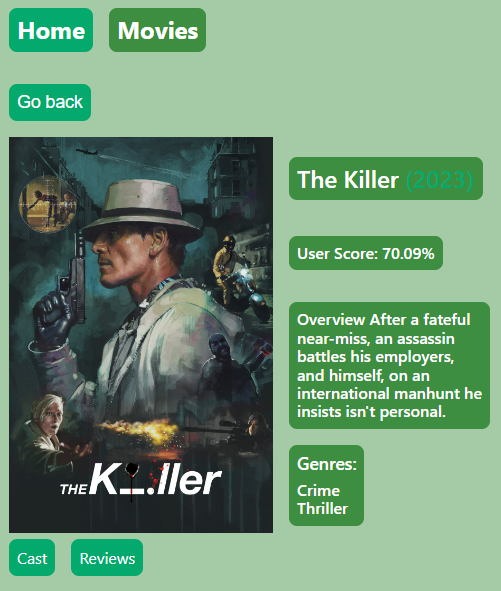 Home Movies
Go back
THE Killer
The Killer (2023)
User Score: 70.09%
Overview After a fateful
near-miss, an assassin
battles his employers,
and himself, on an
international manhunt he
insists isn't personal.
Genres:
Crime
Thriller
Cast Reviews